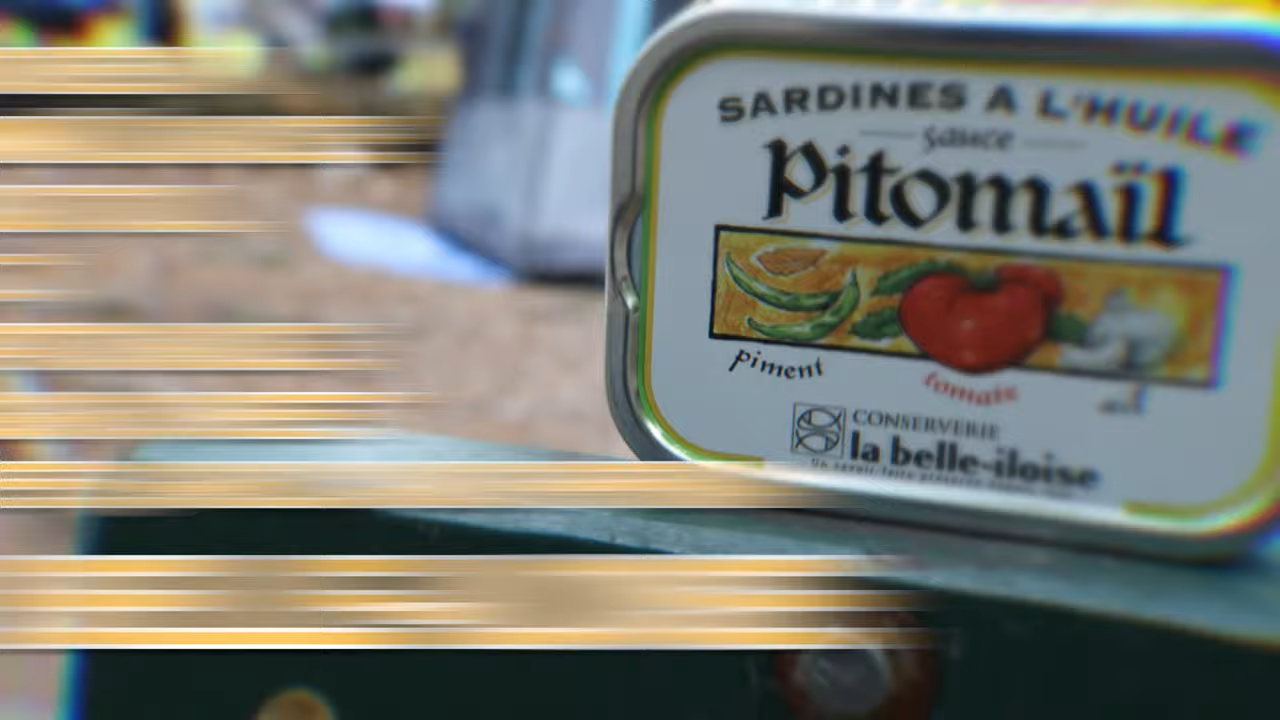 SARDINES A L'HUILE
sauce
Pitomaïl
piment
tomate
CONSERVERIE
la belle-iloise